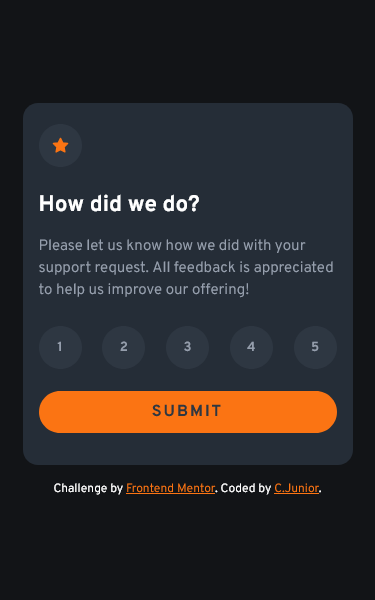 How did we do?
Please let us know how we did with your
support request. All feedback is appreciated
to help us improve our offering!
1 2 3 4 5
SUBMIT
Challenge by Frontend Mentor. Coded by C.Junior.